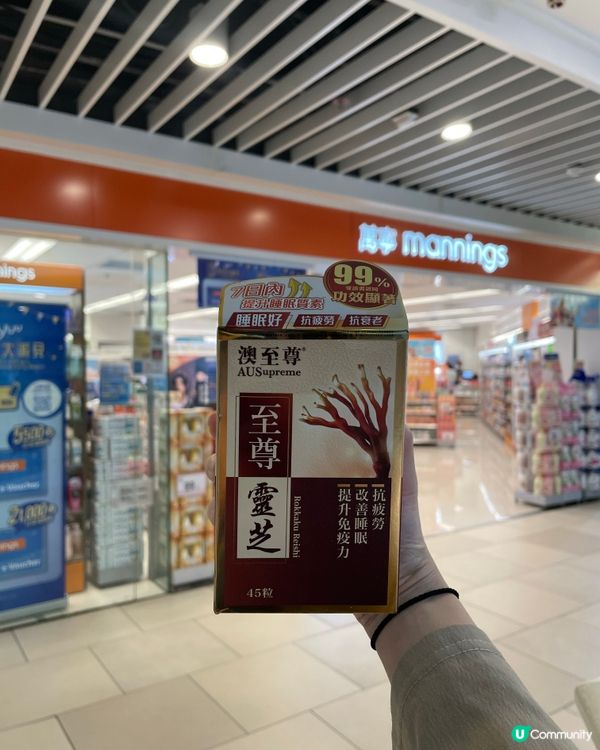 萬寧 mannings
nings
7日內
提升睡眠質素
99%
功效顯著
睡眠好 抗疲勞 抗衰老
澳至尊®
AUSupreme
至尊
靈芝
Rokkaku Reishi
抗疲勞
改善睡眠
提升免疫力
45粒
U Community